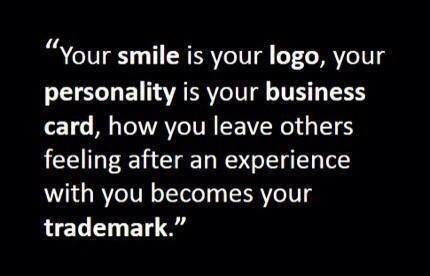 “Your smile is your logo, your
personality is your business
card, how you leave others
feeling after an experience
with you becomes your
trademark.”